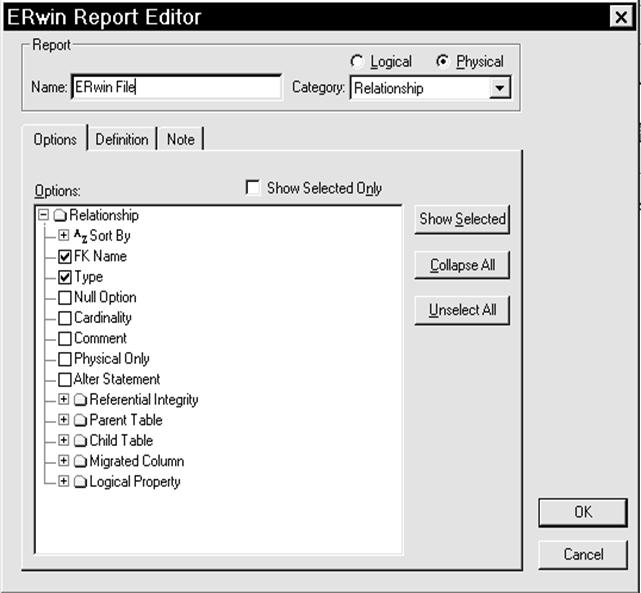 ERwin Report Editor
Report
Logical Physical
Name: ERwin File Category: Relationship
Options Definition Note
Options: Show Selected Only
Relationship
Sort By
FK Name
Type
Null Option
Cardinality
Comment
Physical Only
Alter Statement
Referential Integrity
Parent Table
Child Table
Migrated Column
Logical Property
Show Selected
Collapse All
Unselect All
OK
Cancel